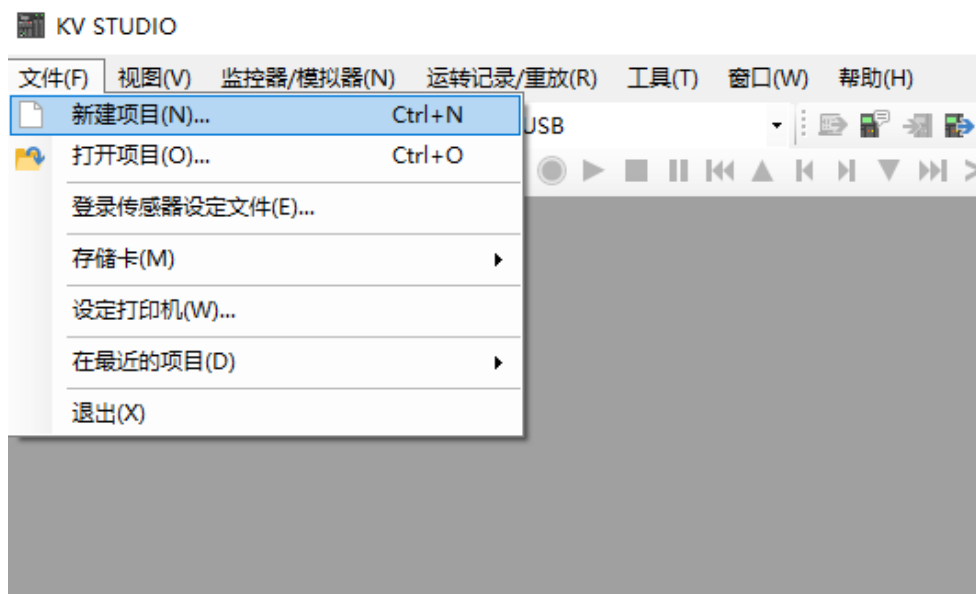 KV STUDIO
文件(F) 视图(V) 监控器/模拟器(N) 运转记录/重放(R) 工具(T) 窗口(W) 帮助(H)
新建项目(N)... Ctrl+N
USB
打开项目(O)... Ctrl+O
登录传感器设定文件(E)...
存储卡(M)
设定打印机(W)...
在最近的项目(D)
退出(X)